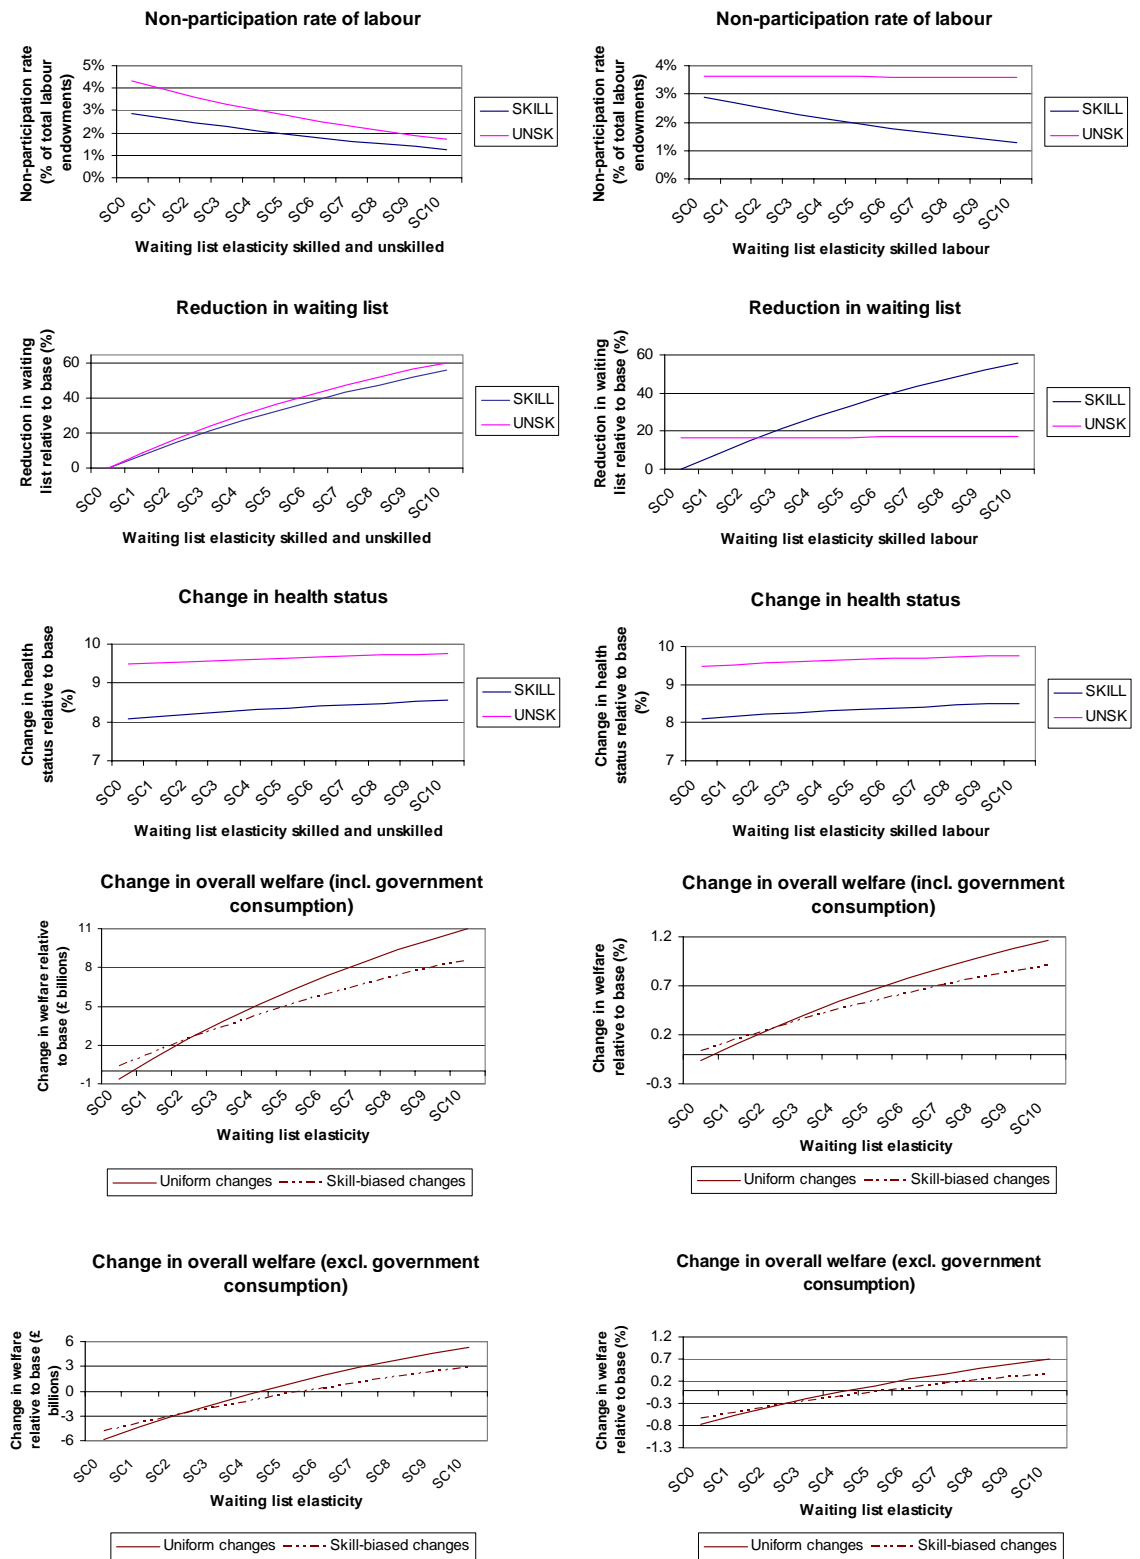 Non-participation rate of labour
Non-participation rate
(% of total labour
endowments)
5%
4%
3%
2%
1%
0%
SC0
SC1
SC2
SC3
SC4
SC5
SC6
SC7
SC8
SC9
SC10
Waiting list elasticity skilled and unskilled
SKILL
UNSK
Non-participation rate of labour
Non-participation rate
(% of total labour
endowments)
4%
3%
2%
1%
0%
SC0
SC1
SC2
SC3
SC4
SC5
SC6
SC7
SC8
SC9
SC10
Waiting list elasticity skilled labour
SKILL
UNSK
Reduction in waiting list
Reduction in waiting
list relative to base (%)
60
40
20
0
SC0
SC1
SC2
SC3
SC4
SC5
SC6
SC7
SC8
SC9
SC10
Waiting list elasticity skilled and unskilled
SKILL
UNSK
Reduction in waiting list
Reduction in waiting
list relative to base (%)
60
40
20
0
SC0
SC1
SC2
SC3
SC4
SC5
SC6
SC7
SC8
SC9
SC10
Waiting list elasticity skilled labour
SKILL
UNSK
Change in health status
Change in health
status relative to base
(%)
10
9
8
7
SC0
SC1
SC2
SC3
SC4
SC5
SC6
SC7
SC8
SC9
SC10
Waiting list elasticity skilled and unskilled
SKILL
UNSK
Change in health status
Change in health
status relative to base
(%)
10
9
8
7
SC0
SC1
SC2
SC3
SC4
SC5
SC6
SC7
SC8
SC9
SC10
Waiting list elasticity skilled labour
SKILL
UNSK
Change in overall welfare (incl. government
consumption)
Change in welfare relative
to base (£ billions)
11
8
5
2
-1
SC0
SC1
SC2
SC3
SC4
SC5
SC6
SC7
SC8
SC9
SC10
Waiting list elasticity
Uniform changes
Skill-biased changes
Change in overall welfare (incl. government
consumption)
Change in welfare
relative to base (%)
1.2
0.7
0.2
-0.3
SC0
SC1
SC2
SC3
SC4
SC5
SC6
SC7
SC8
SC9
SC10
Waiting list elasticity
Uniform changes
Skill-biased changes
Change in overall welfare (excl. government
consumption)
Change in welfare
relative to base (£
billions)
6
3
0
-3
-6
SC0
SC1
SC2
SC3
SC4
SC5
SC6
SC7
SC8
SC9
SC10
Waiting list elasticity
Uniform changes
Skill-biased changes
Change in overall welfare (excl. government
consumption)
Change in welfare
relative to base (%)
1.2
0.7
0.2
-0.3
-0.8
-1.3
SC0
SC1
SC2
SC3
SC4
SC5
SC6
SC7
SC8
SC9
SC10
Waiting list elasticity
Uniform changes
Skill-biased changes